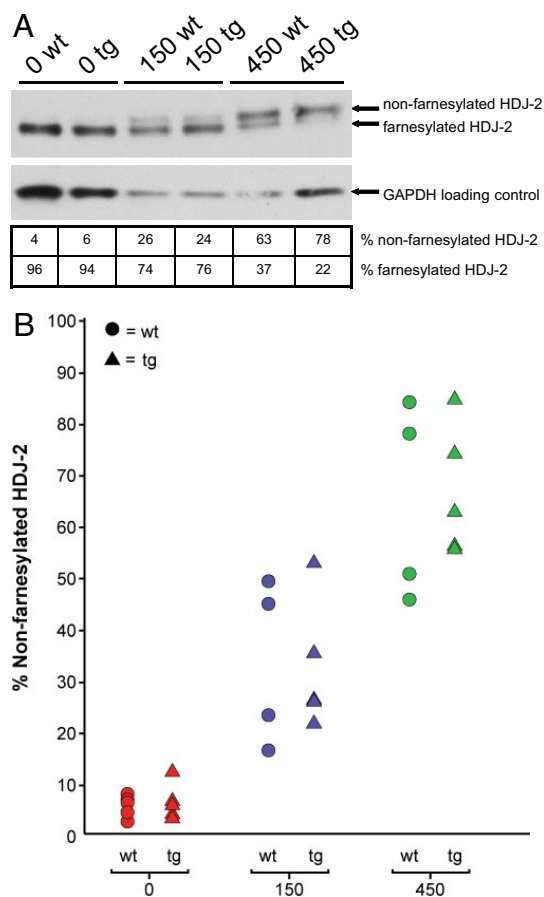 A
0 wt 0 tg 150 wt 150 tg 450 wt 450 tg
non-farnesylated HDJ-2
farnesylated HDJ-2
GAPDH loading control
4 6 26 24 63 78 % non-farnesylated HDJ-2
96 94 74 76 37 22 % farnesylated HDJ-2
B
% Non-farnesylated HDJ-2
100
90
80
70
60
50
40
30
20
10
0
= wt
= tg
wt tg wt tg wt tg
0 150 450